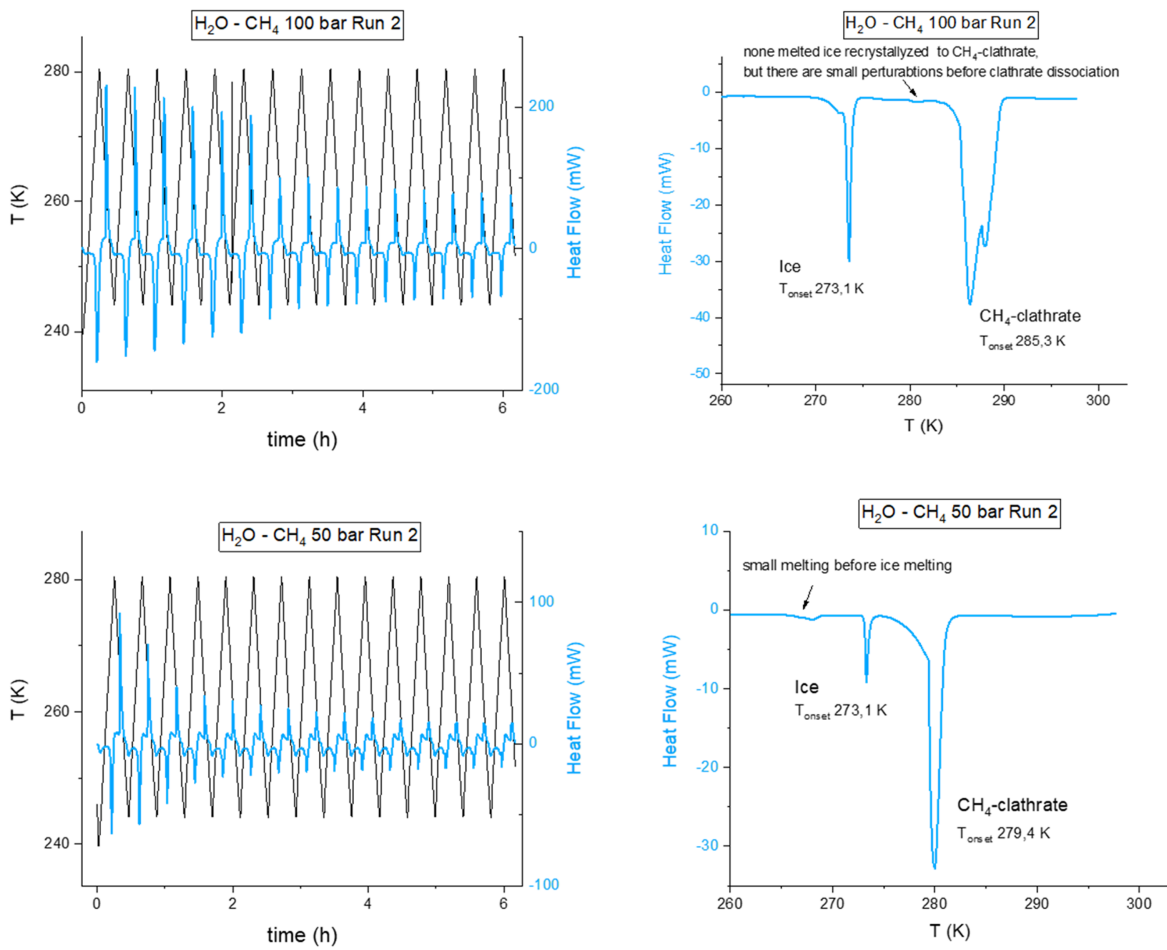 H₂O - CH₄ 100 bar Run 2
280
260
240
T (K)
200
0
-200
Heat Flow (mW)
0
2
4
6
time (h)
H₂O - CH₄ 100 bar Run 2
none melted ice recrystallyzed to CH₄-clathrate,
but there are small perturabtions before clathrate dissociation
0
-10
-20
-30
-40
-50
Heat Flow (mW)
Ice
T onset 273,1 K
CH₄-clathrate
T onset 285,3 K
260
270
280
290
300
T (K)
H₂O - CH₄ 50 bar Run 2
280
260
240
T (K)
100
0
-100
Heat Flow (mW)
0
2
4
6
time (h)
H₂O - CH₄ 50 bar Run 2
small melting before ice melting
10
0
-10
-20
-30
Heat Flow (mW)
Ice
T onset 273,1 K
CH₄-clathrate
T onset 279,4 K
260
270
280
290
300
T (K)